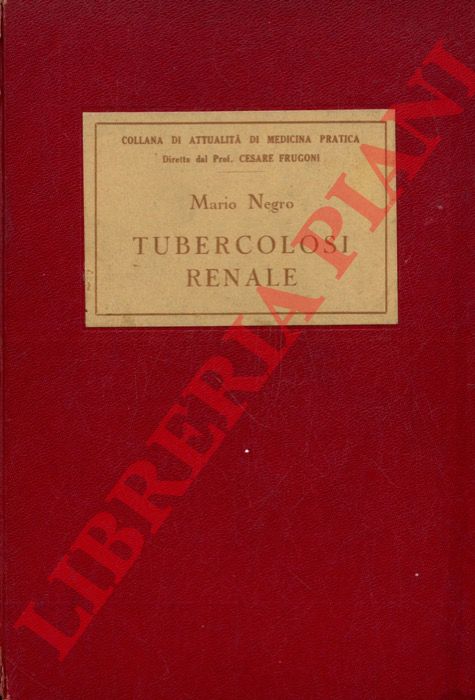 COLLANA DI ATTUALITÀ DI MEDICINA PRATICA
Diretta dal Prof. CESARE FRUGONI
Mario Negro
TUBERCOLOSI
RENALE
LIBRERIA PIANI